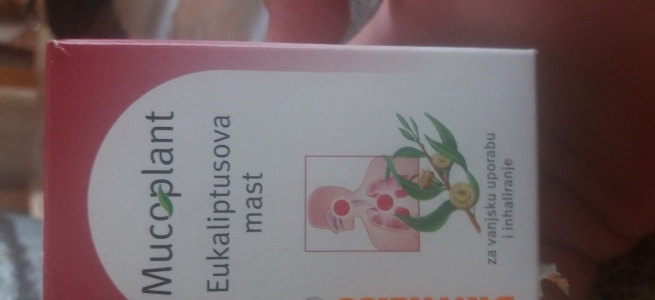 Mucoplant
Eukaliptusova
mast
za vanjsku uporabu
i inhaliranje